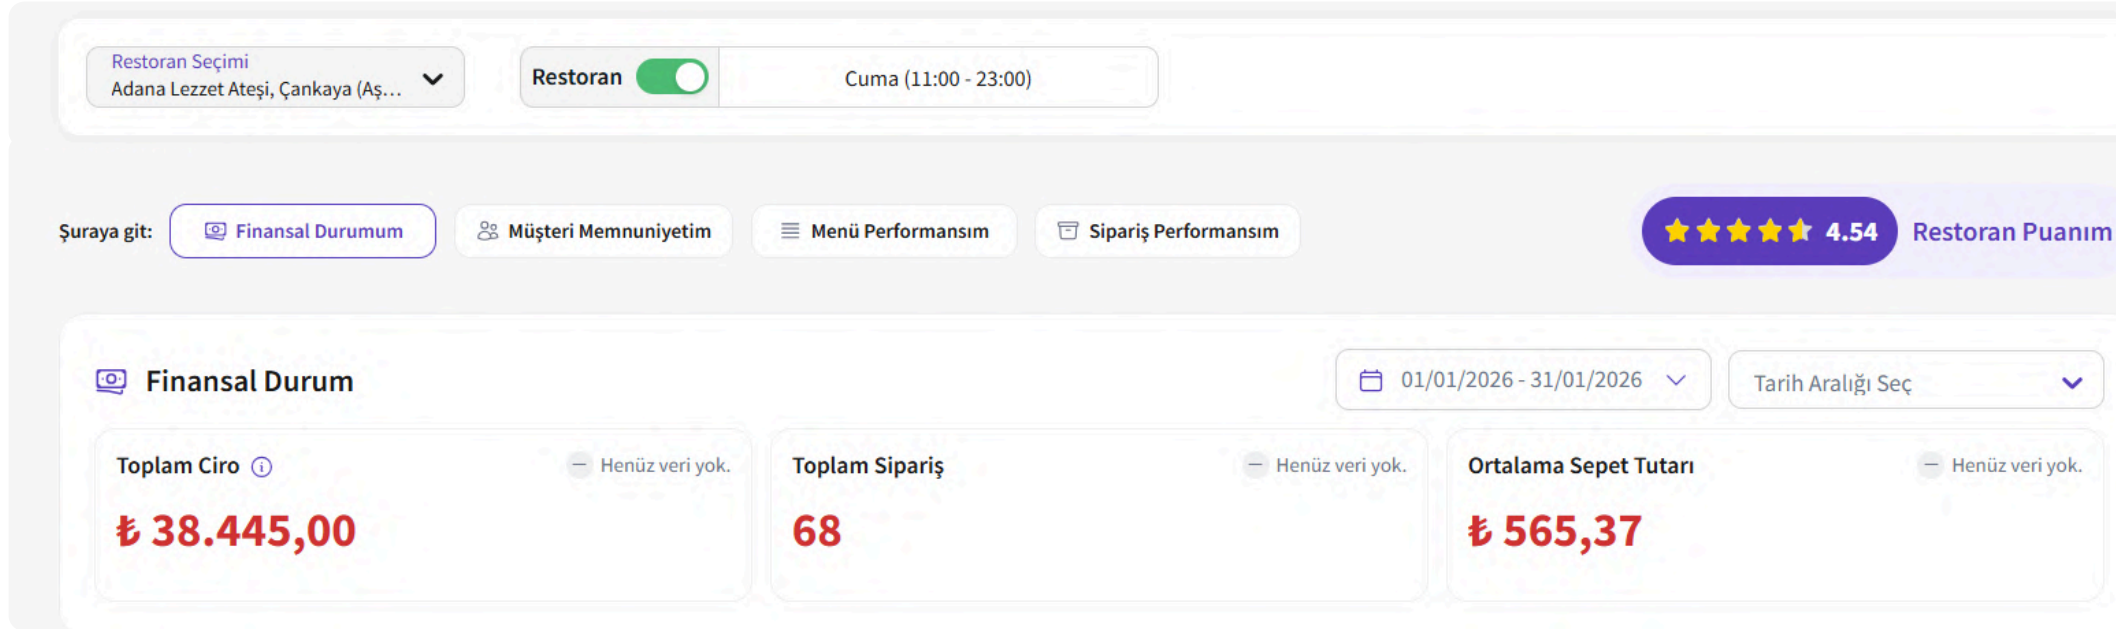 Restoran Seçimi
Adana Lezzet Ateşi, Çankaya (Aş...
Restoran
Cuma (11:00 - 23:00)
Şuraya git:
Finansal Durumum
Müşteri Memnuniyetim
Menü Performansım
Sipariş Performansım
4.54
Restoran Puanım
Finansal Durum
01/01/2026 - 31/01/2026
Tarih Aralığı Seç
Toplam Ciro
Henüz veri yok.
₺ 38.445,00
Toplam Sipariş
Henüz veri yok.
68
Ortalama Sepet Tutarı
Henüz veri yok.
₺ 565,37